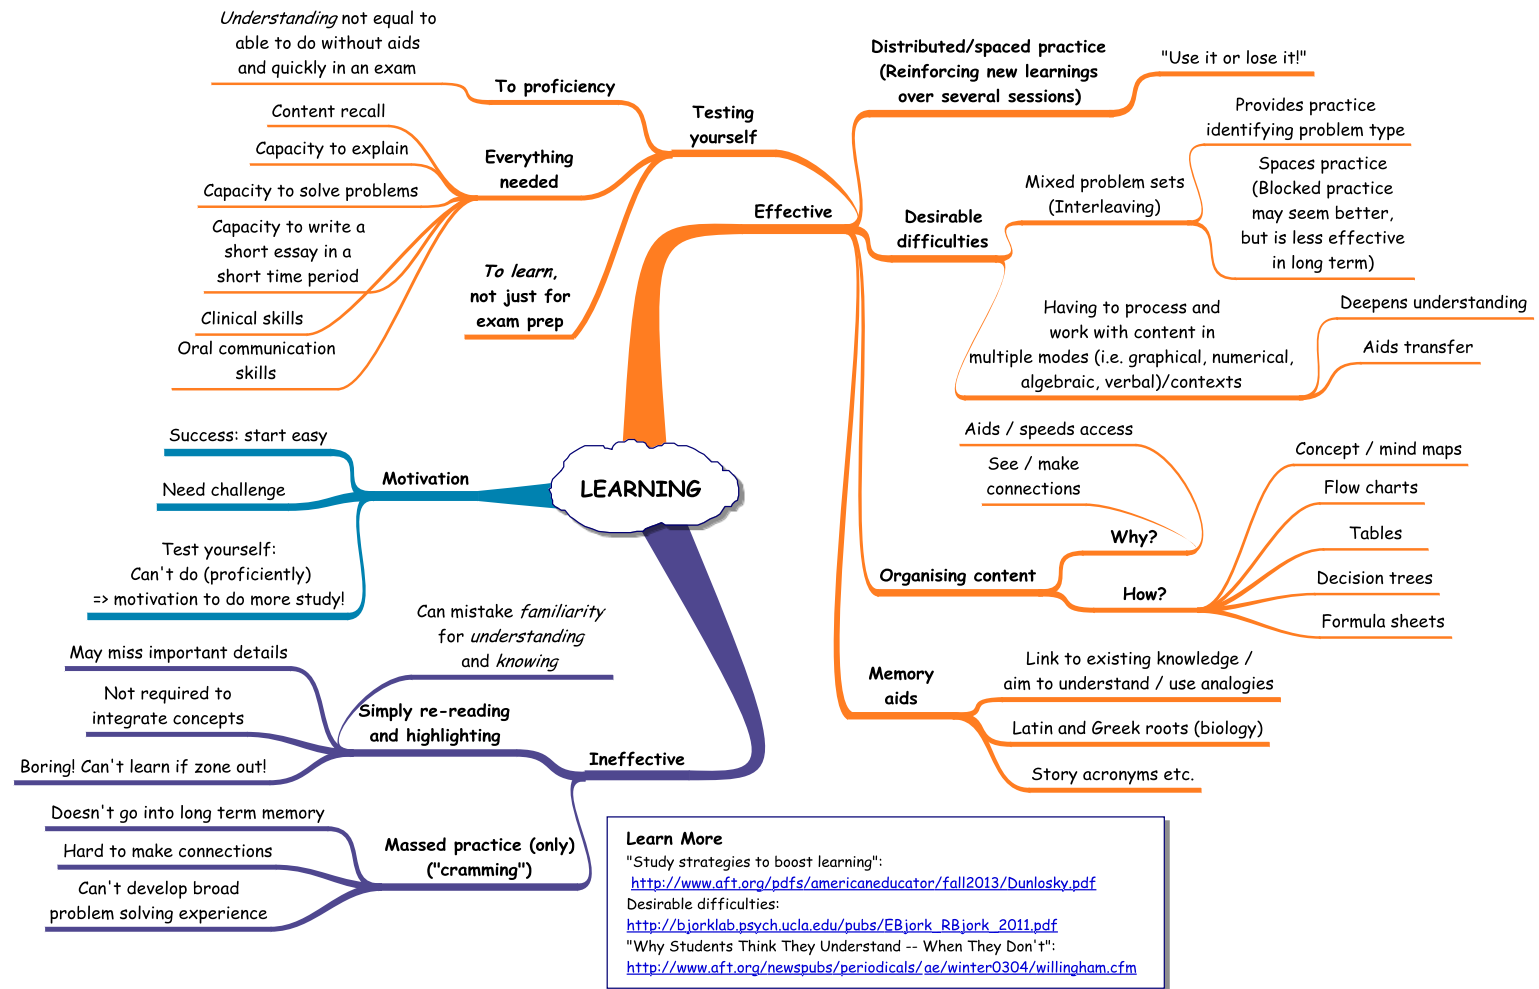 LEARNING
Effective
Testing
yourself
To proficiency
Understanding not equal to
able to do without aids
and quickly in an exam
Everything
needed
Content recall
Capacity to explain
Capacity to solve problems
Capacity to write a
short essay in a
short time period
Clinical skills
Oral communication
skills
To learn,
not just for
exam prep
Distributed/spaced practice
(Reinforcing new learnings
over several sessions)
"Use it or lose it!"
Desirable
difficulties
Mixed problem sets
(Interleaving)
Provides practice
identifying problem type
Spaces practice
(Blocked practice
may seem better,
but is less effective
in long term)
Having to process and
work with content in
multiple modes (i.e. graphical, numerical,
algebraic, verbal)/contexts
Deepens understanding
Aids transfer
Organising content
Why?
Aids / speeds access
See / make
connections
How?
Concept / mind maps
Flow charts
Tables
Decision trees
Formula sheets
Memory
aids
Link to existing knowledge /
aim to understand / use analogies
Latin and Greek roots (biology)
Story acronyms etc.
Motivation
Success: start easy
Need challenge
Test yourself:
Can't do (proficiently)
=> motivation to do more study!
Ineffective
Simply re-reading
and highlighting
Can mistake familiarity
for understanding
and knowing
May miss important details
Not required to
integrate concepts
Boring! Can't learn if zone out!
Massed practice (only)
("cramming")
Doesn't go into long term memory
Hard to make connections
Can't develop broad
problem solving experience
Learn More
"Study strategies to boost learning":
http://www.aft.org/pdfs/americaneducator/fall2013/Dunlosky.pdf
Desirable difficulties:
http://bjorklab.psych.ucla.edu/pubs/EBjork_RBjork_2011.pdf
"Why Students Think They Understand -- When They Don't":
http://www.aft.org/newspubs/periodicals/ae/winter0304/willingham.cfm